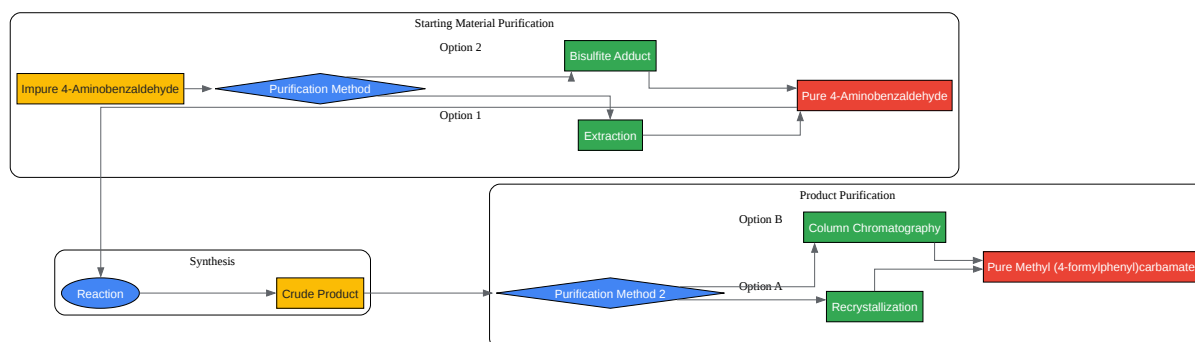 Starting Material Purification
Option 2
Bisulfite Adduct
Impure 4-Aminobenzaldehyde
Purification Method
Pure 4-Aminobenzaldehyde
Option 1
Extraction
Product Purification
Option B
Column Chromatography
Synthesis
Pure Methyl (4-formylphenyl)carbamate
Reaction
Crude Product
Purification Method 2
Option A
Recrystallization